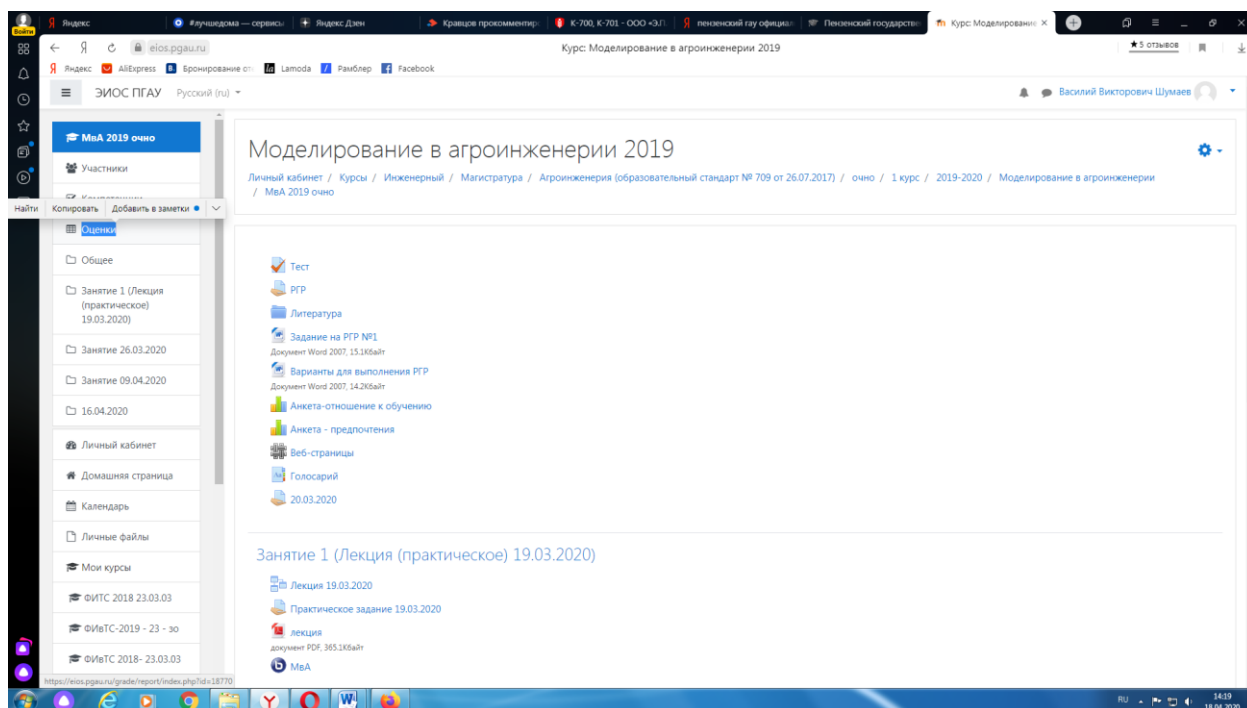 Войти
Яндекс
#лучшедома — сервисы
Яндекс Дзен
Кравцов прокомментир
К-700, К-701 - ООО «Э.П
пензенский гау официал
Пензенский государстве
Курс: Моделирование
eios.pgau.ru
Курс: Моделирование в агроинженерии 2019
★ 5 отзывов
Яндекс AliExpress Бронирование от Lamoda Рамблер Facebook
ЭИОС ПГАУ Русский (ru)
Василий Викторович Шумаев
МвА 2019 очно
Участники
Найти Копировать Добавить в заметки
Оценки
Общее
Занятие 1 (Лекция
(практическое)
19.03.2020)
Занятие 26.03.2020
Занятие 09.04.2020
16.04.2020
Личный кабинет
Домашняя страница
Календарь
Личные файлы
Мои курсы
ФИТС 2018 23.03.03
ФИвТС-2019 - 23 - зо
ФИвТС 2018- 23.03.03
https://eios.pgau.ru/grade/report/index.php?id=18770
Моделирование в агроинженерии 2019
Личный кабинет / Курсы / Инженерный / Магистратура / Агроинженерия (образовательный стандарт № 709 от 26.07.2017) / очно / 1 курс / 2019-2020 / Моделирование в агроинженерии
/ МвА 2019 очно
Тест
РГР
Литература
Задание на РГР №1
Документ Word 2007, 15.1Кбайт
Варианты для выполнения РГР
Документ Word 2007, 14.2Кбайт
Анкета-отношение к обучению
Анкета - предпочтения
Веб-страницы
Голосарий
20.03.2020
Занятие 1 (Лекция (практическое) 19.03.2020)
Лекция 19.03.2020
Практическое задание 19.03.2020
лекция
документ PDF, 365.1Кбайт
МвА
RU
14:19
18.04.2020